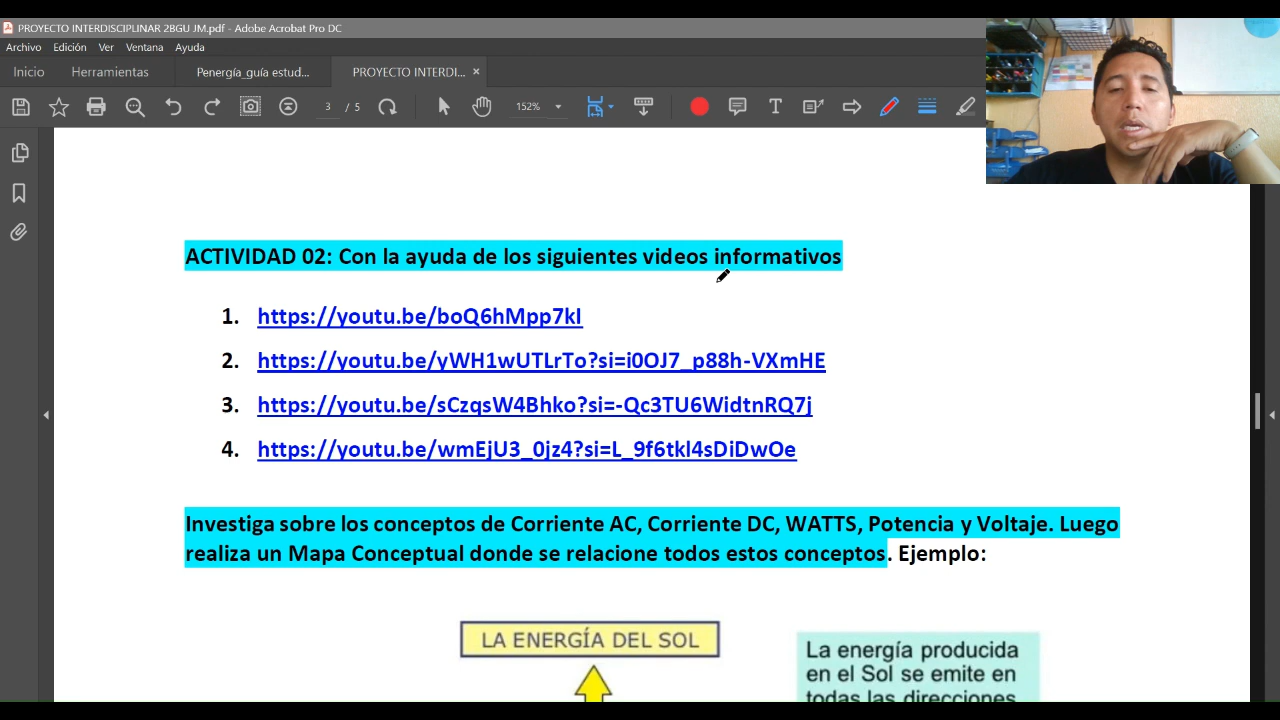 PROYECTO INTERDISCIPLINAR 2BGU JM.pdf - Adobe Acrobat Pro DC
Archivo Edición Ver Ventana Ayuda
Inicio Herramientas Penergía_guía estud... PROYECTO INTERDI... ×
3 / 5 152%
ACTIVIDAD 02: Con la ayuda de los siguientes videos informativos
1. https://youtu.be/boQ6hMpp7kI
2. https://youtu.be/yWH1wUTLrTo?si=i0OJ7_p88h-VXmHE
3. https://youtu.be/sCzqsW4Bhko?si=-Qc3TU6WidtnRQ7j
4. https://youtu.be/wmEjU3_0jz4?si=L_9f6tkl4sDiDwOe
Investiga sobre los conceptos de Corriente AC, Corriente DC, WATTS, Potencia y Voltaje. Luego
realiza un Mapa Conceptual donde se relacione todos estos conceptos. Ejemplo:
LA ENERGÍA DEL SOL
La energía producida
en el Sol se emite en
todas las direcciones